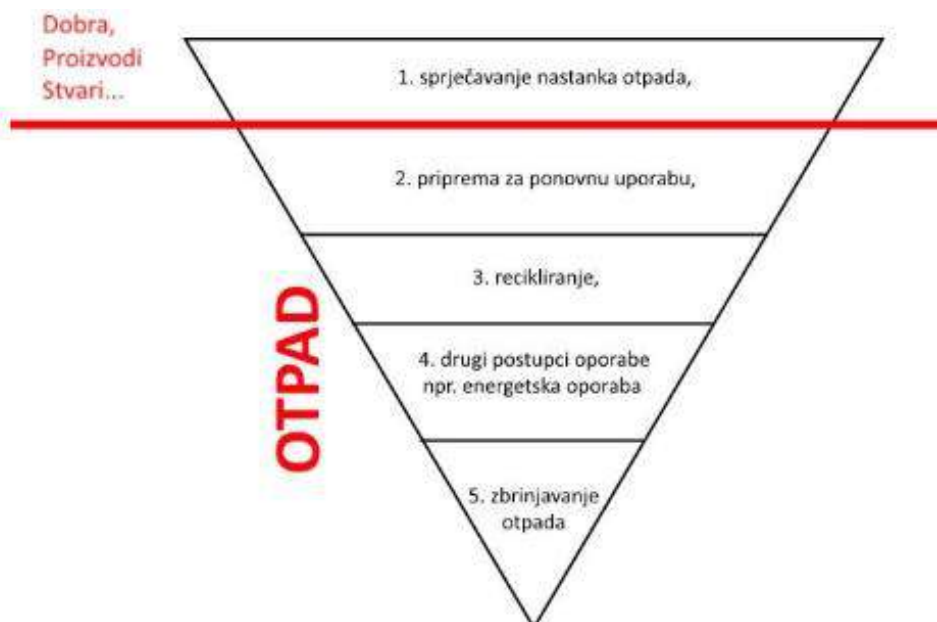 Dobra,
Proizvodi
Stvari...
1. sprječavanje nastanka otpada,
2. priprema za ponovnu uporabu,
3. recikliranje,
OTPAD
4. drugi postupci oporabe
npr. energetska oporaba
5. zbrinjavanje
otpada